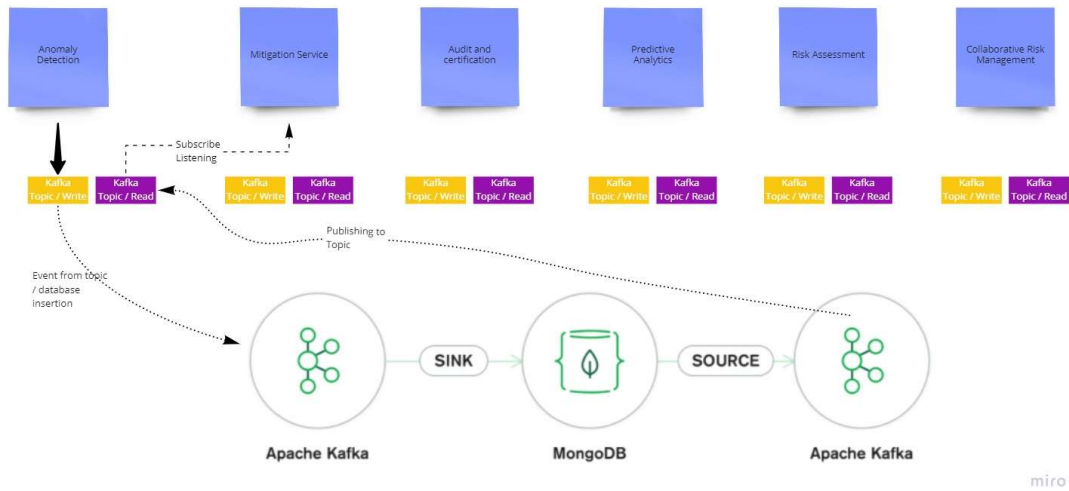 Anomaly
Detection
Mitigation Service
Audit and
certification
Predictive
Analytics
Risk Assessment
Collaborative Risk
Management
Subscribe
Listening
Kafka
Topic / Write
Kafka
Topic / Read
Kafka
Topic / Write
Kafka
Topic / Read
Kafka
Topic / Write
Kafka
Topic / Read
Kafka
Topic / Write
Kafka
Topic / Read
Kafka
Topic / Write
Kafka
Topic / Read
Kafka
Topic / Write
Kafka
Topic / Read
Publishing to
Topic
Event from topic
/ database
insertion
SINK
SOURCE
Apache Kafka
MongoDB
Apache Kafka
miro